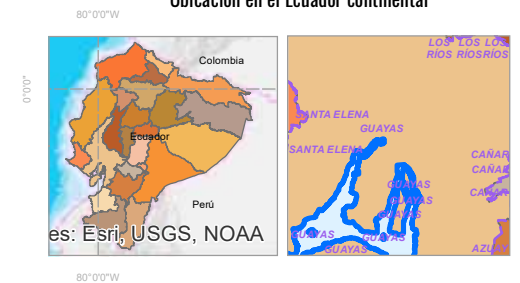 Ubicación en el Ecuador continental
80°0'0"W
0°0'0"
Colombia
Ecuador
Perú
es: Esri, USGS, NOAA
80°0'0"W
LOS LOS LOS
RÍOS RÍOSRÍOS
SANTA ELENA
GUAYAS
SANTA ELENA
CAÑAR
CAÑAR
GUAYAS
CAÑAR
GUAYAS
GUAYAS
GUAYAS
GUAYAS
GUAYAS
AZUAY